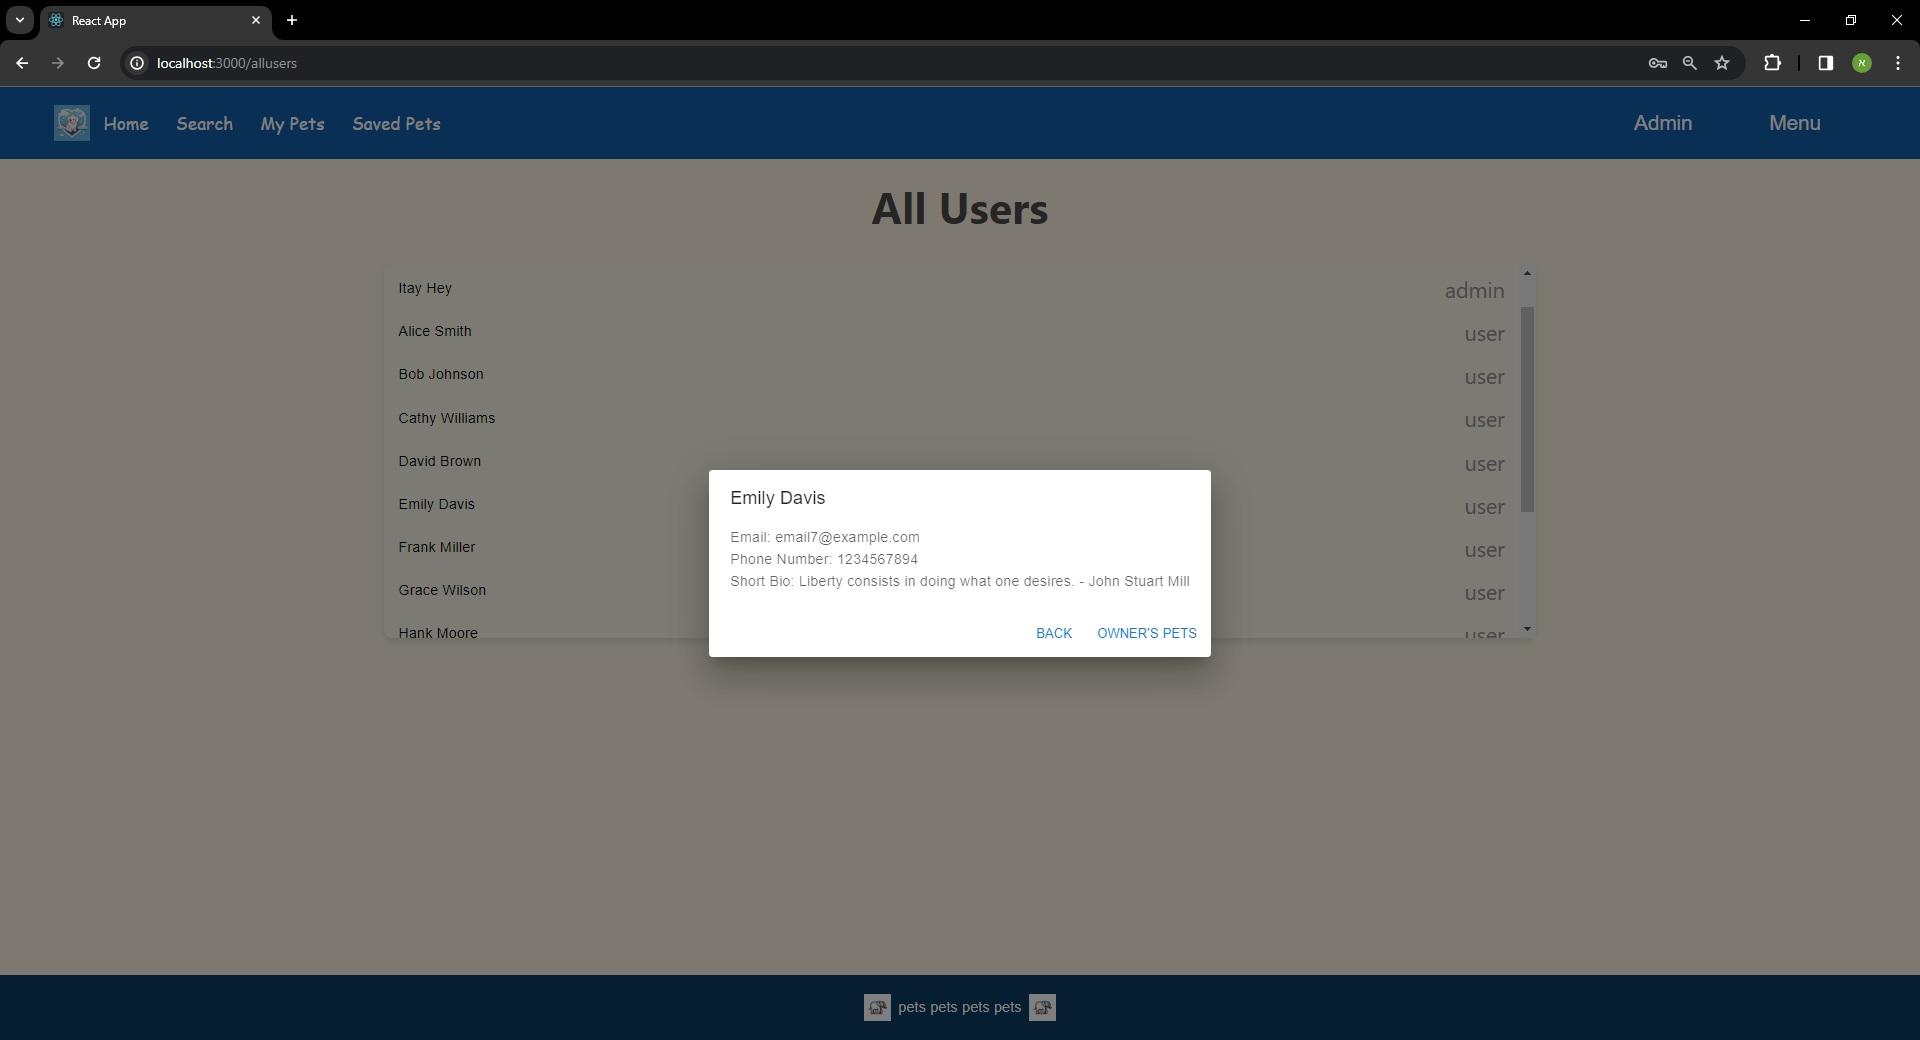 React App
localhost:3000/allusers
א
Home Search My Pets Saved Pets Admin Menu
All Users
Itay Hey admin
Alice Smith user
Bob Johnson user
Cathy Williams user
David Brown user
Emily Davis user
Frank Miller user
Grace Wilson user
Hank Moore user
Emily Davis
Email: email7@example.com
Phone Number: 1234567894
Short Bio: Liberty consists in doing what one desires. - John Stuart Mill
BACK OWNER'S PETS
pets pets pets pets